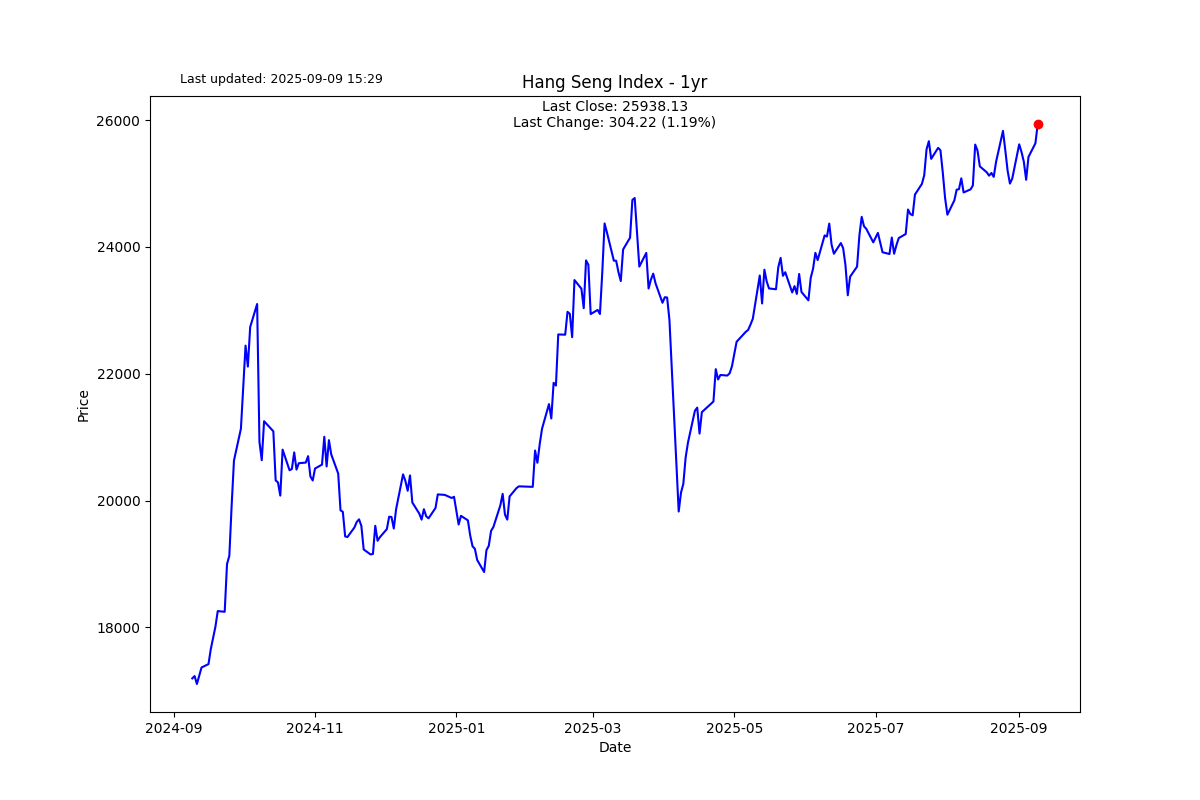 Last updated: 2025-09-09 15:29
Hang Seng Index - 1yr
Last Close: 25938.13
Last Change: 304.22 (1.19%)
Price
26000
24000
22000
20000
18000
2024-09
2024-11
2025-01
2025-03
2025-05
2025-07
2025-09
Date